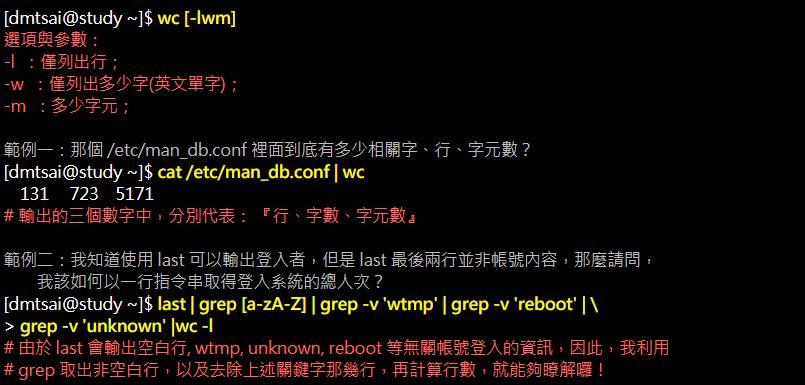 [dmtsai@study ~]$ wc [-lwm]
選項與參數：
-l ：僅列出行；
-w ：僅列出多少字(英文單字)；
-m ：多少字元；
範例一：那個 /etc/man_db.conf 裡面到底有多少相關字、行、字元數？
[dmtsai@study ~]$ cat /etc/man_db.conf | wc
131 723 5171
# 輸出的三個數字中，分別代表： 『行、字數、字元數』
範例二：我知道使用 last 可以輸出登入者，但是 last 最後兩行並非帳號內容，那麼請問，
我該如何以一行指令串取得登入系統的總人次？
[dmtsai@study ~]$ last | grep [a-zA-Z] | grep -v 'wtmp' | grep -v 'reboot' | \
> grep -v 'unknown' |wc -l
# 由於 last 會輸出空白行, wtmp, unknown, reboot 等無關帳號登入的資訊，因此，我利用
# grep 取出非空白行，以及去除上述關鍵字那幾行，再計算行數，就能夠瞭解囉！